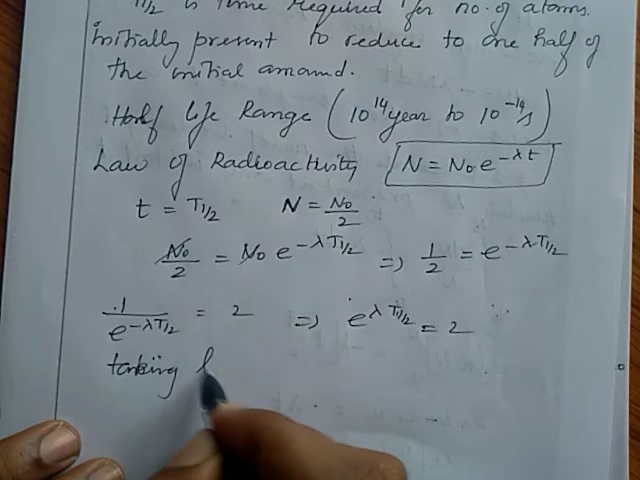 T1/2 is time required for no. of atoms
initially present to reduce to one half of
the initial amount.
Half life Range (10^14 year to 10^-14 s)
Law of Radioactivity N = N0 e^-λt
t = T1/2 N = N0/2
N0/2 = N0 e^-λT1/2 => 1/2 = e^-λT1/2
1/e^-λT1/2 = 2 => e^λT1/2 = 2
taking l